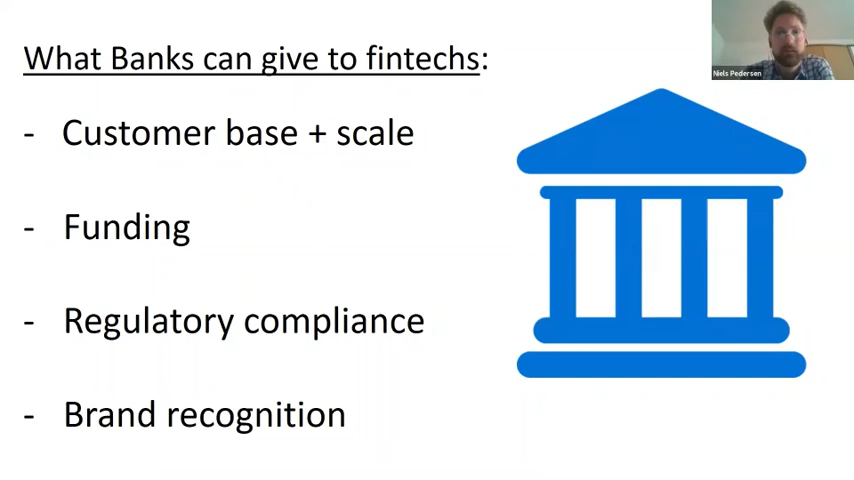 What Banks can give to fintechs:
- Customer base + scale
- Funding
- Regulatory compliance
- Brand recognition
Niels Pedersen